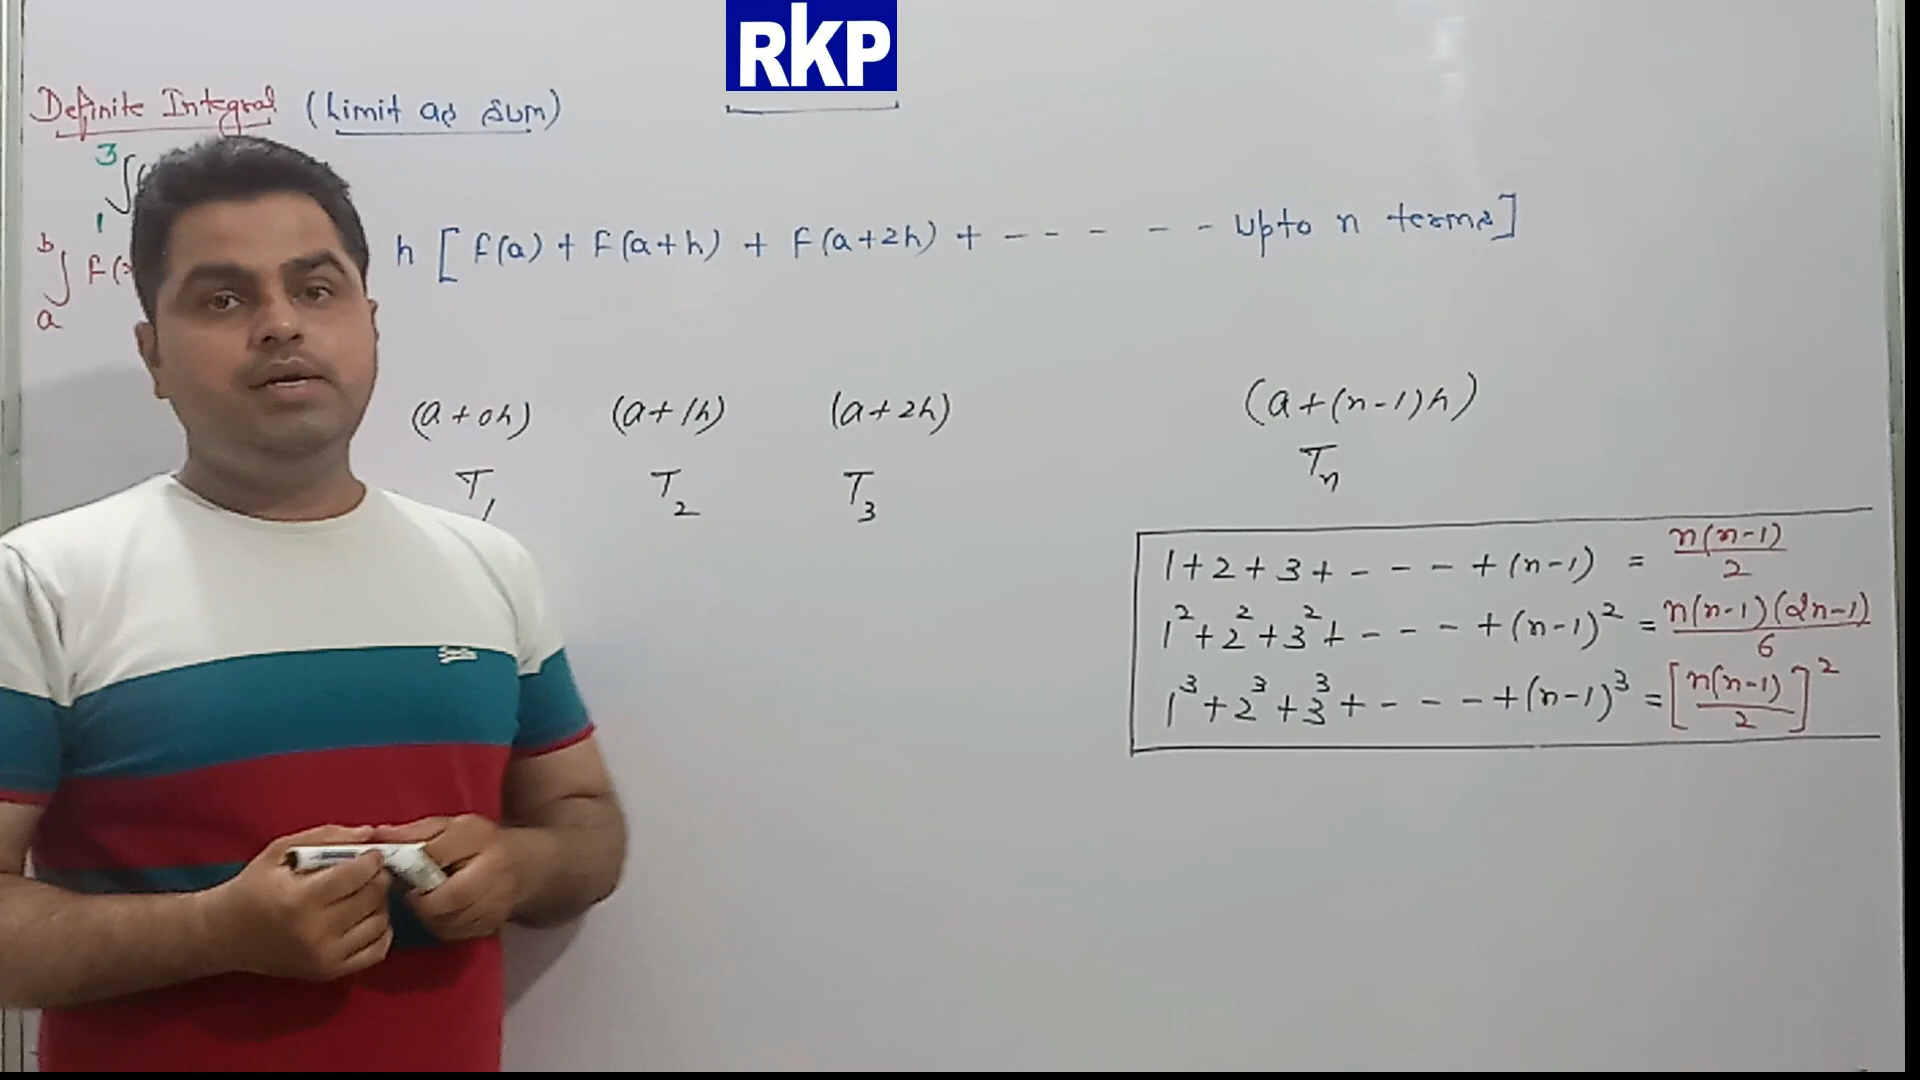 RKP
Definite Integral (Limit as Sum)
3
∫
1
b
∫ f(
a
h [ f(a) + f(a+h) + f(a+2h) + - - - - - - upto n terms ]
(a+0h) (a+1h) (a+2h) (a+(n-1)h)
T₁ T₂ T₃ Tₙ
1+2+3+ - - - +(n-1) = n(n-1)/2
1²+2²+3²+ - - - +(n-1)² = n(n-1)(2n-1)/6
1³+2³+3³+ - - - +(n-1)³ = [n(n-1)/2]²